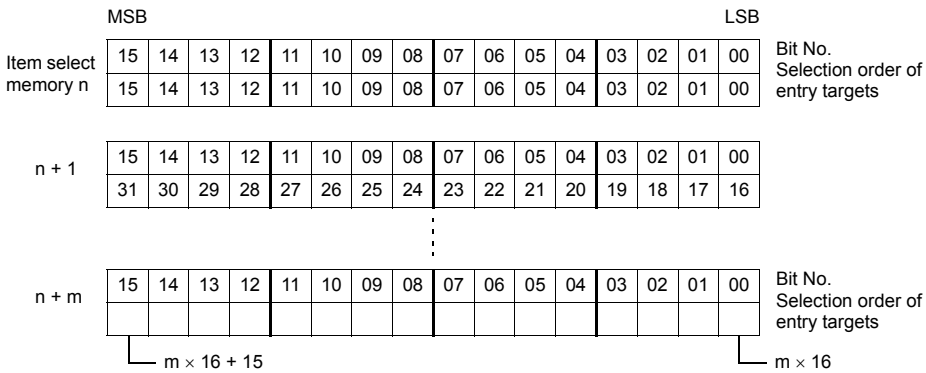 MSB LSB
Item select memory n
15 14 13 12 11 10 09 08 07 06 05 04 03 02 01 00 Bit No.
15 14 13 12 11 10 09 08 07 06 05 04 03 02 01 00 Selection order of entry targets
n + 1
15 14 13 12 11 10 09 08 07 06 05 04 03 02 01 00
31 30 29 28 27 26 25 24 23 22 21 20 19 18 17 16
n + m
15 14 13 12 11 10 09 08 07 06 05 04 03 02 01 00 Bit No.
Selection order of
entry targets
m × 16 + 15 m × 16